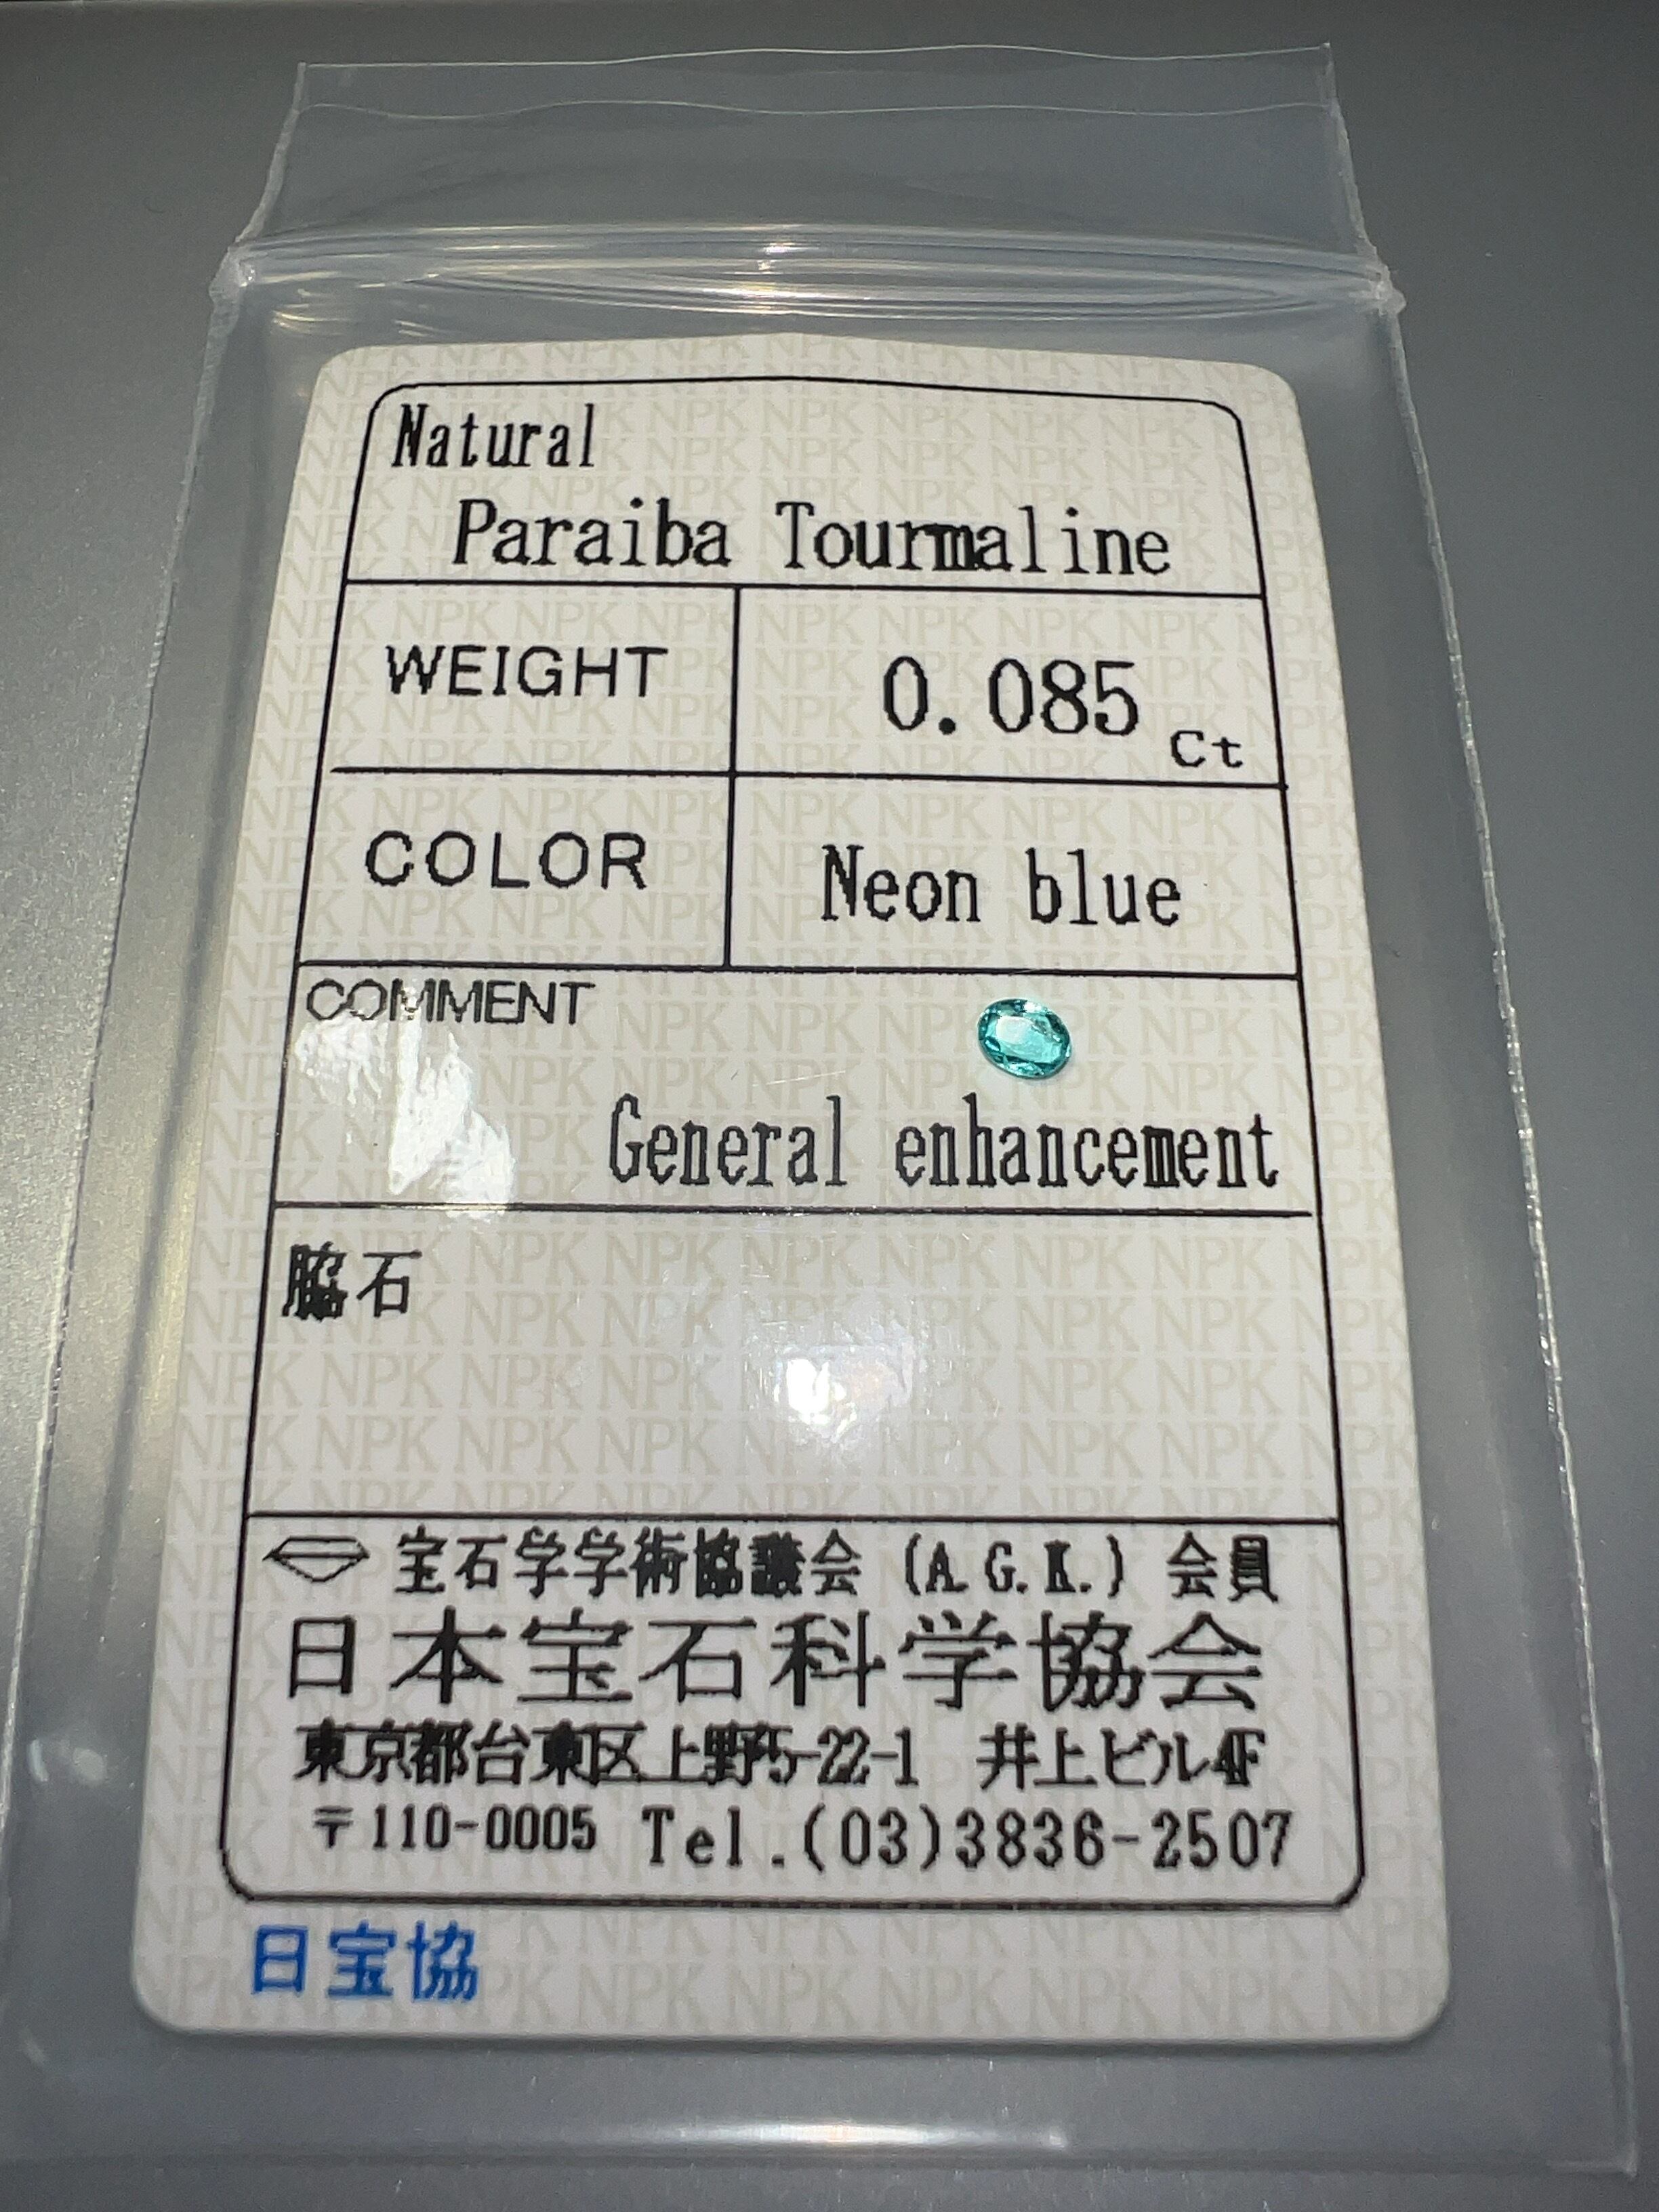 Natural
Paraiba Tourmaline
WEIGHT
0.085 Ct
COLOR
Neon blue
COMMENT
General enhancement
脇石
宝石学学術協議会 (A.G.K.) 会員
日本宝石科学協会
東京都台東区上野5-22-1 井上ビル4F
〒110-0005 Tel.(03)3836-2507
日宝協